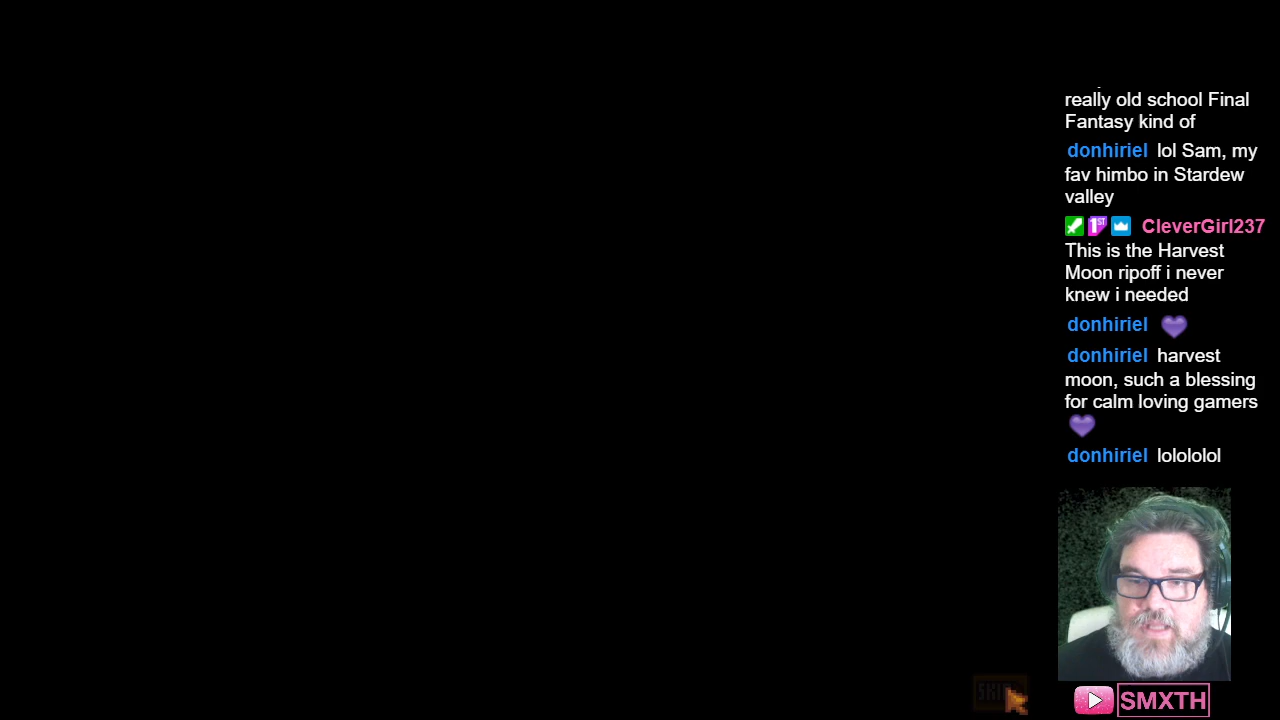 really old school Final
Fantasy kind of
donhiriel lol Sam, my
fav himbo in Stardew
valley
1ST CleverGirl237
This is the Harvest
Moon ripoff i never
knew i needed
donhiriel
donhiriel harvest
moon, such a blessing
for calm loving gamers
donhiriel lolololol
SKIP
SMXTH